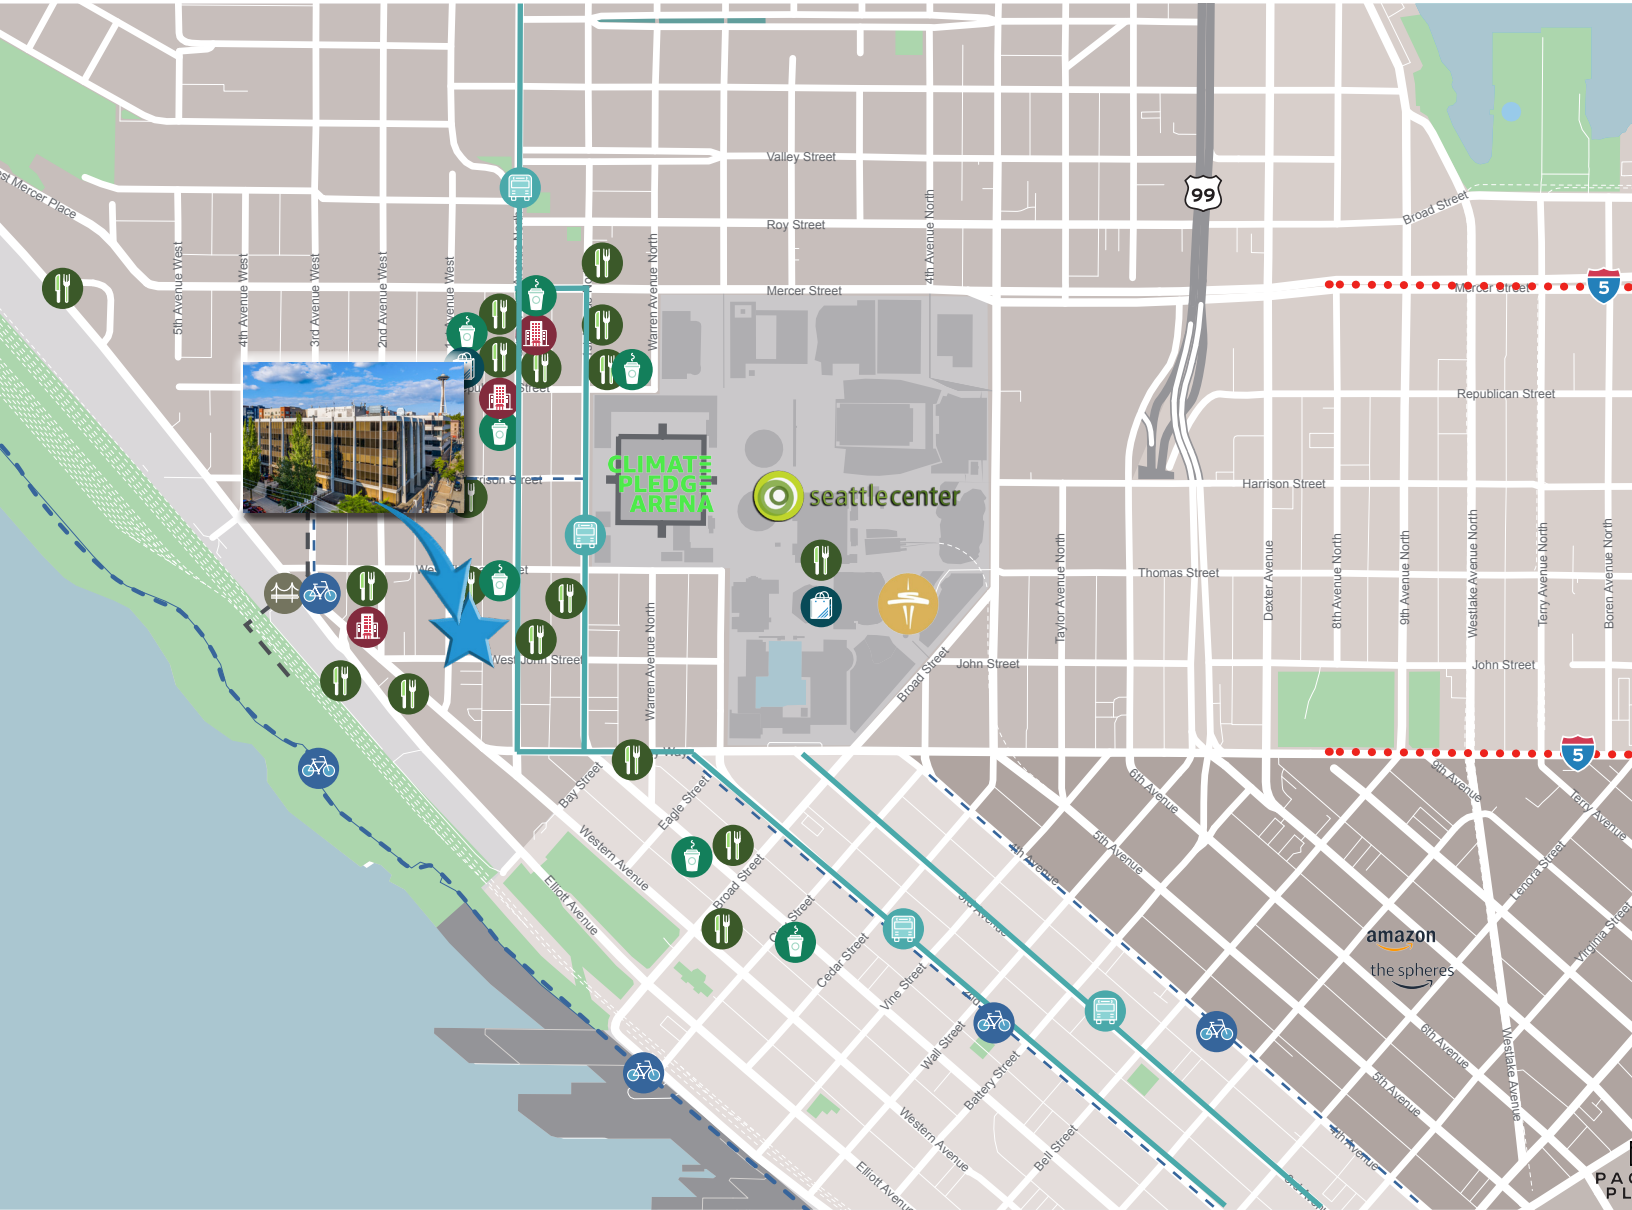 Valley Street
99
Broad Street
est Mercer Place
4th Avenue North
Roy Street
5th Avenue West
4th Avenue West
3rd Avenue West
2nd Avenue West
Warren Avenue North
Mercer Street
Mercer Street
5
Republican Street
CLIMATE
PLEDGE
ARENA
seattlecenter
Harrison Street
Thomas Street
Taylor Avenue North
Dexter Avenue
8th Avenue North
9th Avenue North
Westlake Avenue North
Terry Avenue North
Boren Avenue North
West John Street
Warren Avenue North
Broad Street
John Street
John Street
5
Bay Street
Eagle Street
6th Avenue
9th Avenue
Terry Avenue
Western Avenue
Broad Street
4th Avenue
5th Avenue
Lenora Street
Elliott Avenue
3rd Avenue
Virginia Street
amazon
the spheres
Cedar Street
Vine Street
Wall Street
Battery Street
6th Avenue
Westlake Avenue
5th Avenue
Western Avenue
Bell Street
4th Avenue
Elliott Avenue
PAC
PL